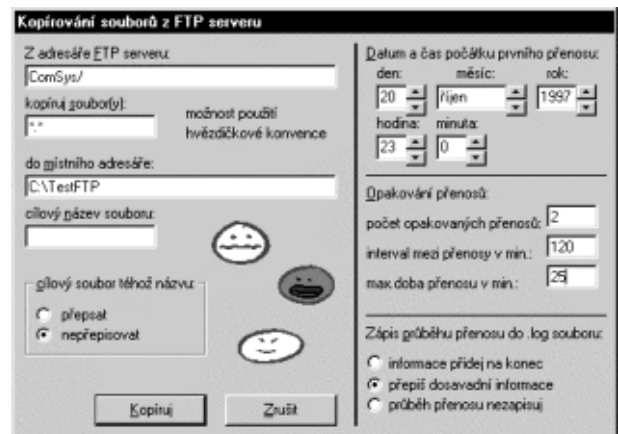 Kopírování souborů z FTP serveru
Z adresáře FTP serveru:
ComSys/
kopíruj soubor(y):
*.*
možnost použití
hvězdičkové konvence
do místního adresáře:
C:\TestFTP
cílový název souboru:
cílový soubor téhož názvu:
přepsat
nepřepisovat
Kopíruj
Zrušit
Datum a čas počátku prvního přenosu:
den:
měsíc:
rok:
20
říjen
1997
hodina:
minuta:
23
0
Opakování přenosů:
počet opakovaných přenosů:
2
interval mezi přenosy v min.:
120
max.doba přenosu v min.:
25
Zápis průběhu přenosu do .log souboru:
informace přidej na konec
přepiš dosavadní informace
průběh přenosu nezapisuj